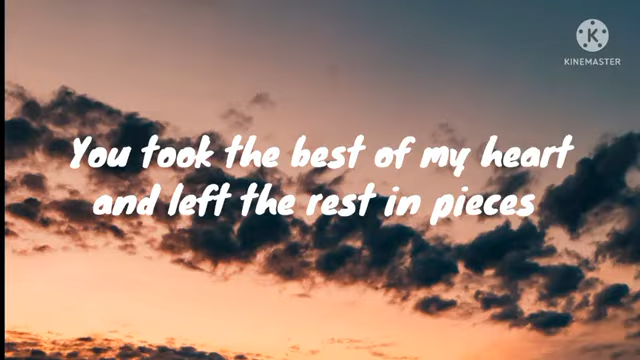 K
KINEMASTER
You took the best of my heart
and left the rest in pieces